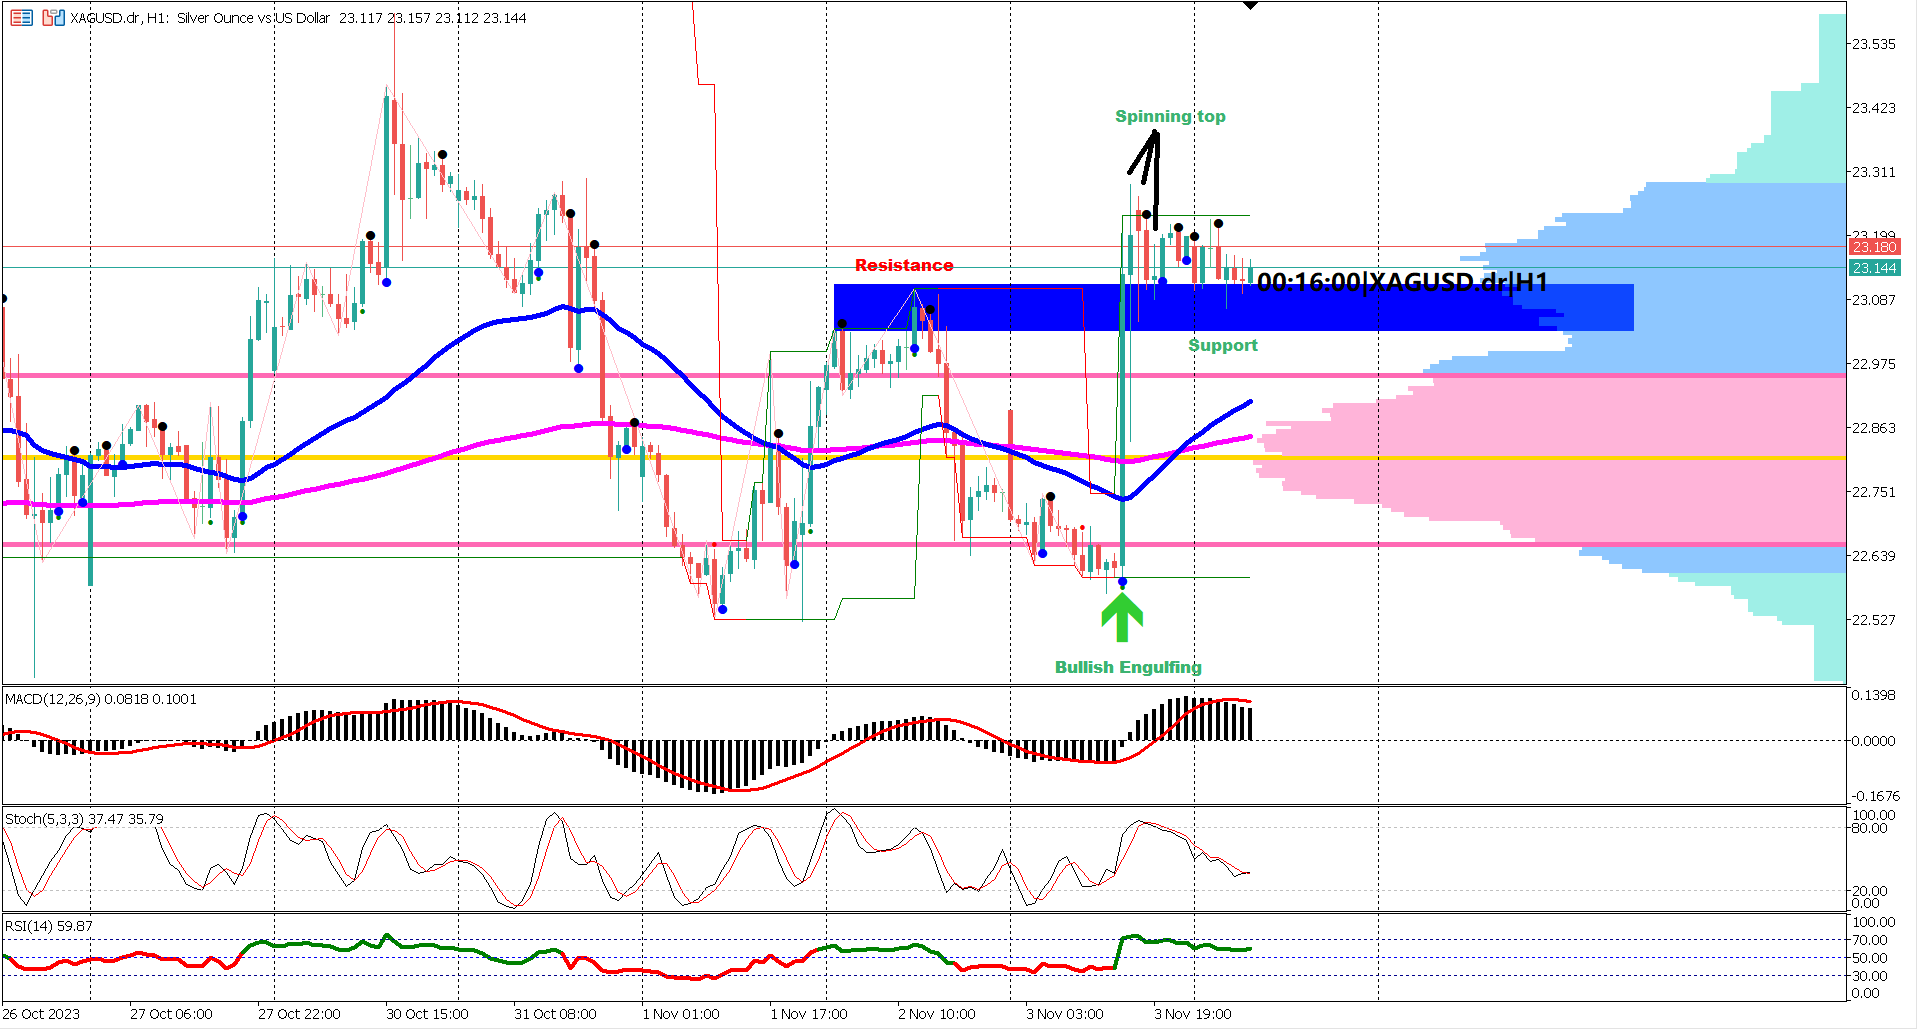 XAGUSD.dr, H1: Silver Ounce vs US Dollar 23.117 23.157 23.112 23.144
23.535
23.423
Spinning top
23.311
23.199
23.180
Resistance
23.144
00:16:00|XAGUSD.dr|H1
23.087
Support
22.975
22.863
22.751
22.639
22.527
Bullish Engulfing
MACD(12,26,9) 0.0818 0.1001
0.1398
0.0000
-0.1676
Stoch(5,3,3) 37.47 35.79
100.00
80.00
20.00
0.00
RSI(14) 59.87
100.00
70.00
50.00
30.00
0.00
26 Oct 2023 27 Oct 06:00 27 Oct 22:00 30 Oct 15:00 31 Oct 08:00 1 Nov 01:00 1 Nov 17:00 2 Nov 10:00 3 Nov 03:00 3 Nov 19:00